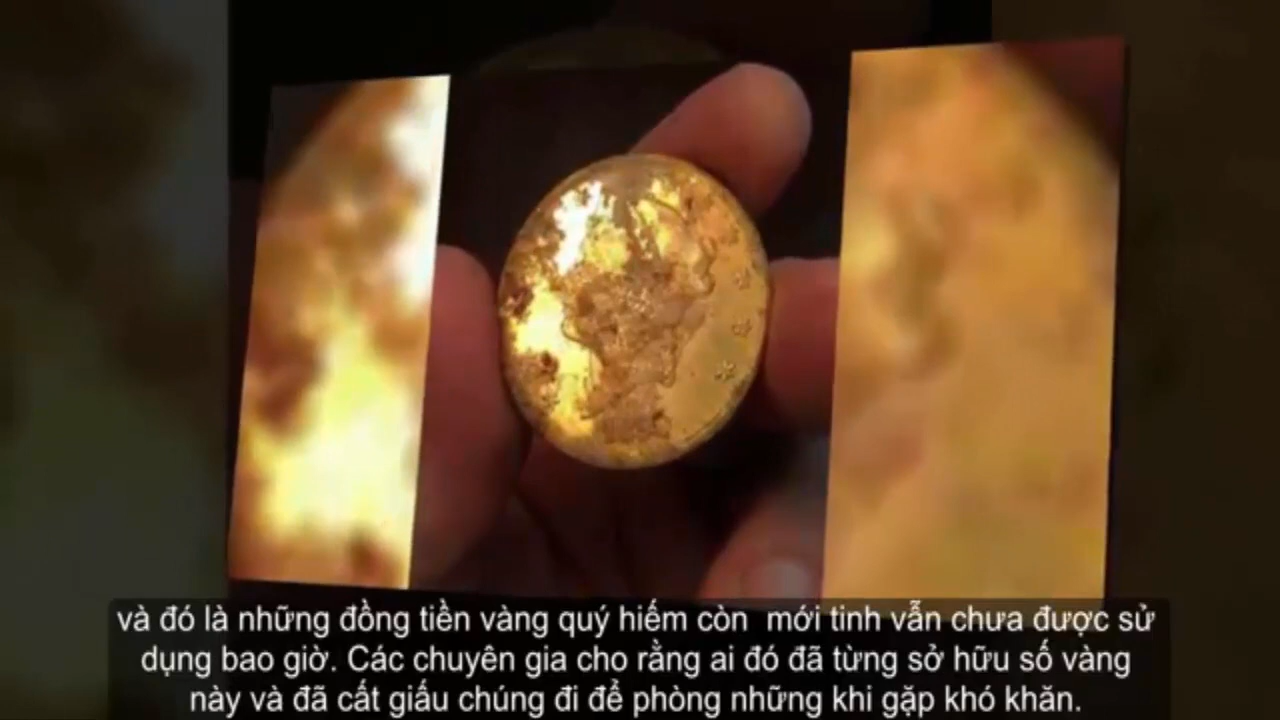 và đó là những đồng tiền vàng quý hiếm còn  mới tinh vẫn chưa được sử
dụng bao giờ. Các chuyên gia cho rằng ai đó đã từng sở hữu số vàng
này và đã cất giấu chúng đi để phòng những khi gặp khó khăn.